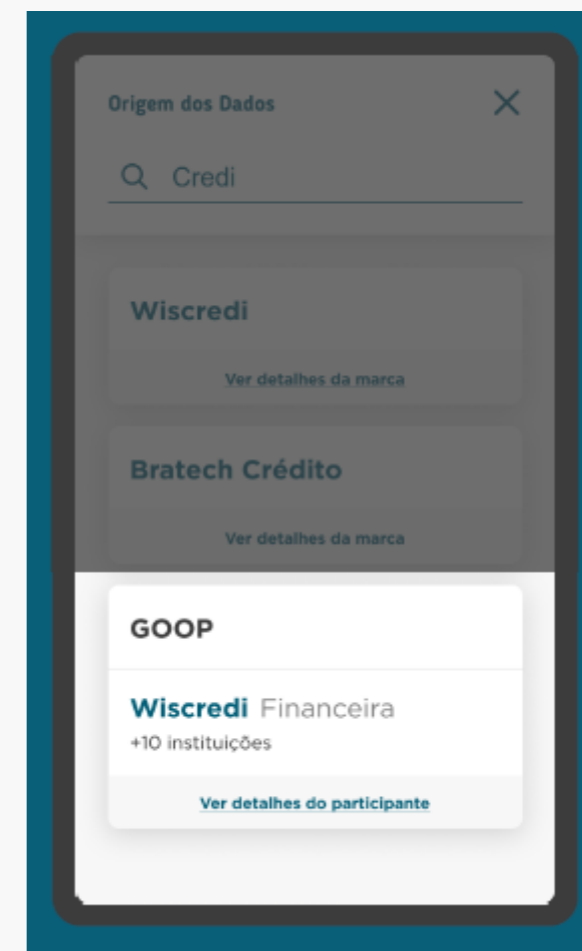 Origem dos Dados
Credi
Wiscredi
Ver detalhes da marca
Bratech Crédito
Ver detalhes da marca
GOOP
Wiscredi Financeira
+10 instituições
Ver detalhes do participante